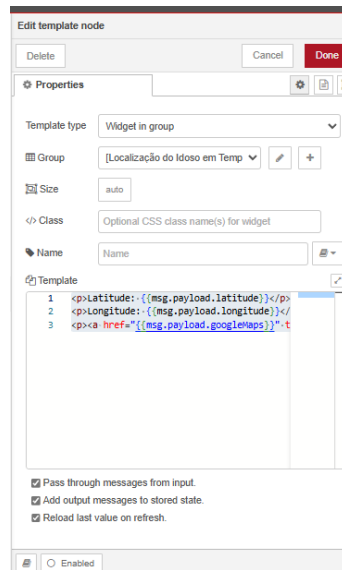 Edit template node
Delete Cancel Done
Properties
Template type Widget in group
Group [Localização do Idoso em Temp
Size auto
</> Class Optional CSS class name(s) for widget
Name Name
Template
1 <p>Latitude: {{msg.payload.latitude}}</p>
2 <p>Longitude: {{msg.payload.longitude}}</
3 <p><a href="{{msg.payload.googleMaps}}" t
Pass through messages from input.
Add output messages to stored state.
Reload last value on refresh.
Enabled